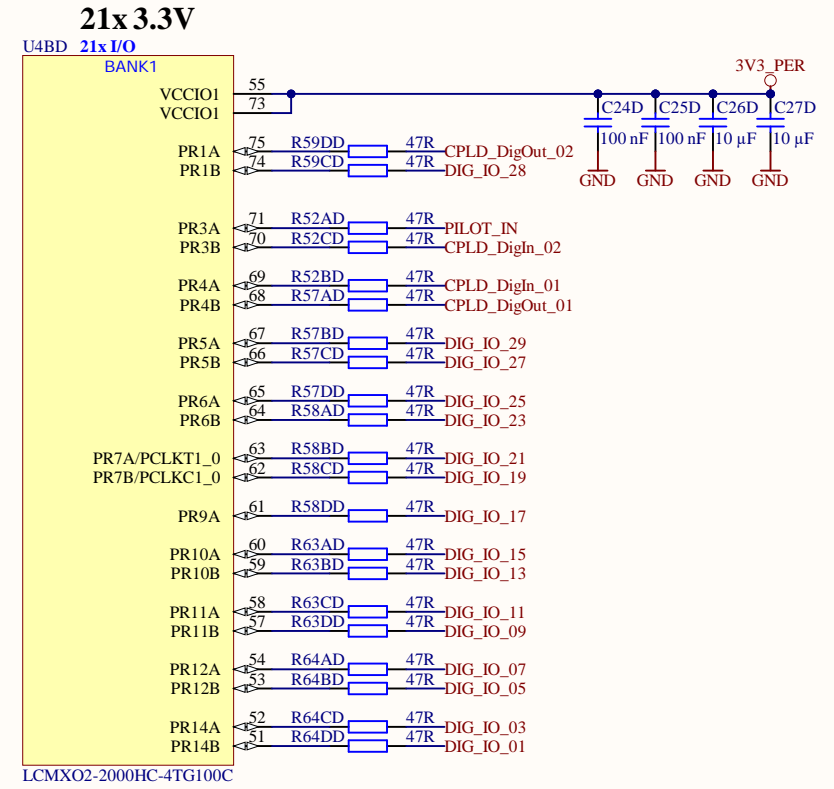 21x 3.3V
U4BD 21x I/O
BANK1
3V3_PER
VCCIO1 55
VCCIO1 73
C24D C25D C26D C27D
100 nF 100 nF 10 µF 10 µF
GND GND GND GND
PR1A 75 R59DD 47R CPLD_DigOut_02
PR1B 74 R59CD 47R DIG_IO_28
PR3A 71 R52AD 47R PILOT_IN
PR3B 70 R52CD 47R CPLD_DigIn_02
PR4A 69 R52BD 47R CPLD_DigIn_01
PR4B 68 R57AD 47R CPLD_DigOut_01
PR5A 67 R57BD 47R DIG_IO_29
PR5B 66 R57CD 47R DIG_IO_27
PR6A 65 R57DD 47R DIG_IO_25
PR6B 64 R58AD 47R DIG_IO_23
PR7A/PCLKT1_0 63 R58BD 47R DIG_IO_21
PR7B/PCLKC1_0 62 R58CD 47R DIG_IO_19
PR9A 61 R58DD 47R DIG_IO_17
PR10A 60 R63AD 47R DIG_IO_15
PR10B 59 R63BD 47R DIG_IO_13
PR11A 58 R63CD 47R DIG_IO_11
PR11B 57 R63DD 47R DIG_IO_09
PR12A 54 R64AD 47R DIG_IO_07
PR12B 53 R64BD 47R DIG_IO_05
PR14A 52 R64CD 47R DIG_IO_03
PR14B 51 R64DD 47R DIG_IO_01
LCMXO2-2000HC-4TG100C